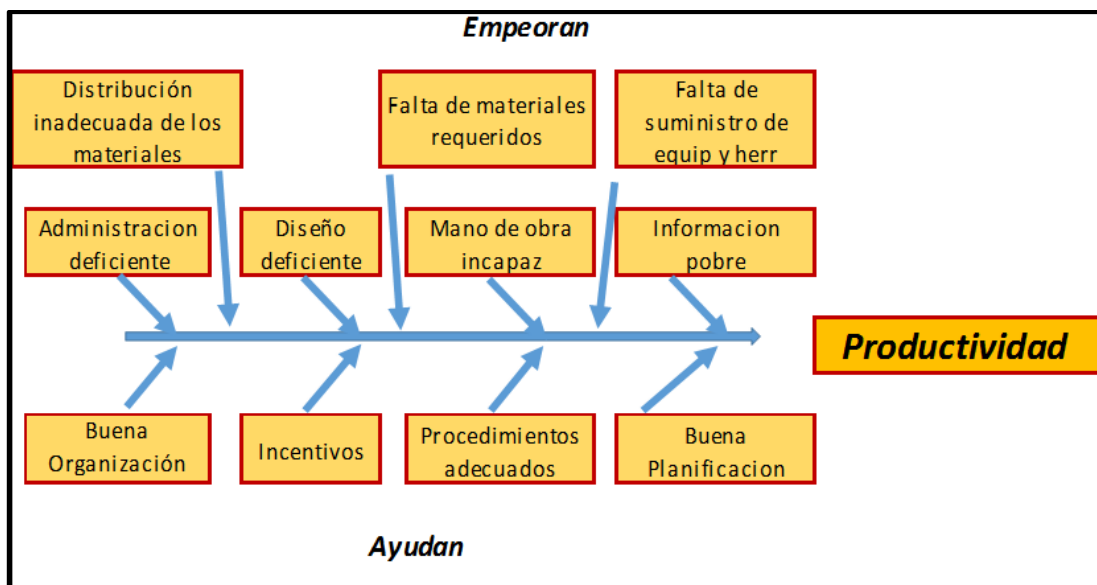 Empeoran
Distribución
inadecuada de los
materiales
Falta de materiales
requeridos
Falta de
suministro de
equip y herr
Administracion
deficiente
Diseño
deficiente
Mano de obra
incapaz
Informacion
pobre
Productividad
Buena
Organización
Incentivos
Procedimientos
adecuados
Buena
Planificacion
Ayudan